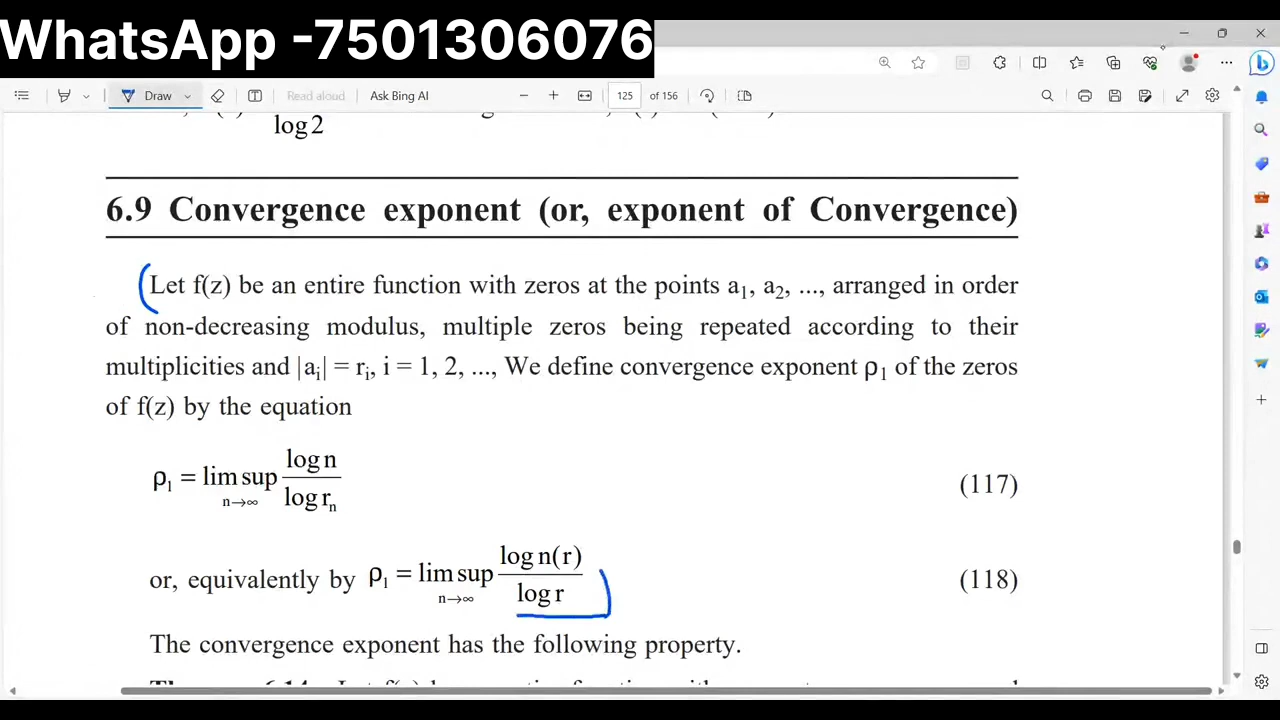 WhatsApp -7501306076
Draw
Read aloud
Ask Bing AI
125 of 156
log2
6.9 Convergence exponent (or, exponent of Convergence)
Let f(z) be an entire function with zeros at the points a₁, a₂, ..., arranged in order
of non-decreasing modulus, multiple zeros being repeated according to their
multiplicities and |aᵢ| = rᵢ, i = 1, 2, ..., We define convergence exponent ρ₁ of the zeros
of f(z) by the equation
ρ₁ = lim sup n→∞ log n / log rₙ (117)
or, equivalently by ρ₁ = lim sup n→∞ log n(r) / log r (118)
The convergence exponent has the following property.